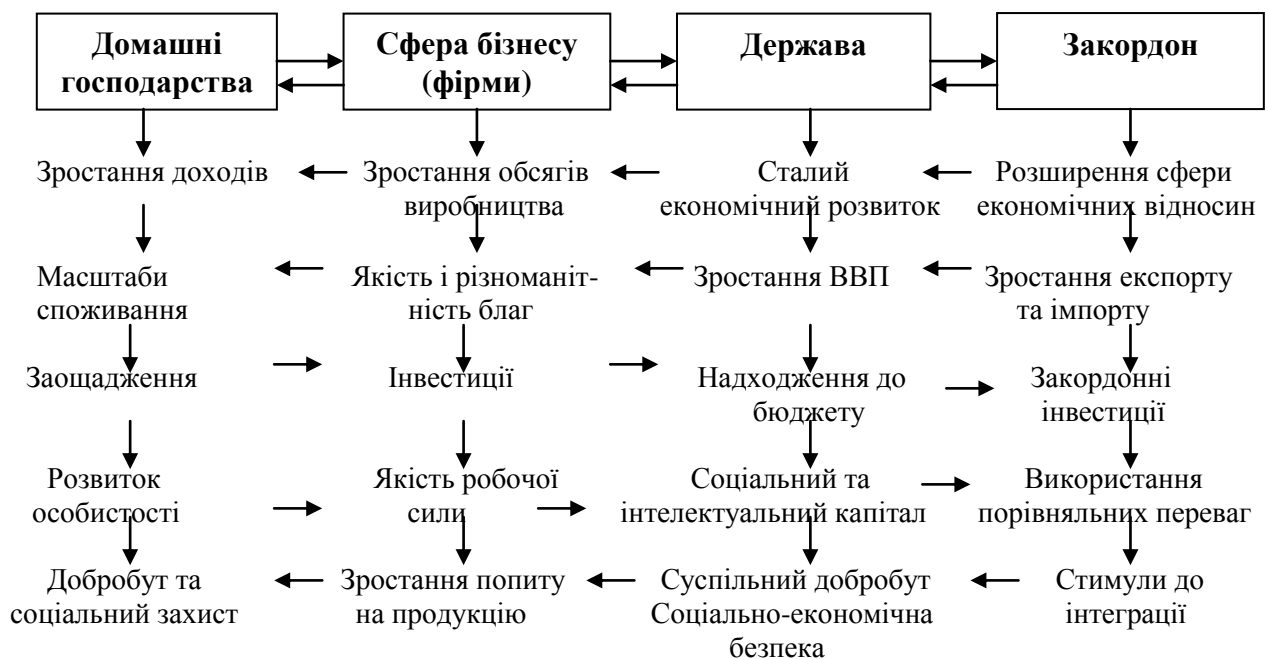 Домашні
господарства
Сфера бізнесу
(фірми)
Держава
Закордон
Зростання доходів
Зростання обсягів
виробництва
Сталий
економічний розвиток
Розширення сфери
економічних відносин
Масштаби
споживання
Якість і різноманіт-
ність благ
Зростання ВВП
Зростання експорту
та імпорту
Заощадження
Інвестиції
Надходження до
бюджету
Закордонні
інвестиції
Розвиток
особистості
Якість робочої
сили
Соціальний та
інтелектуальний капітал
Використання
порівняльних переваг
Добробут та
соціальний захист
Зростання попиту
на продукцію
Суспільний добробут
Соціально-економічна
безпека
Стимули до
інтеграції